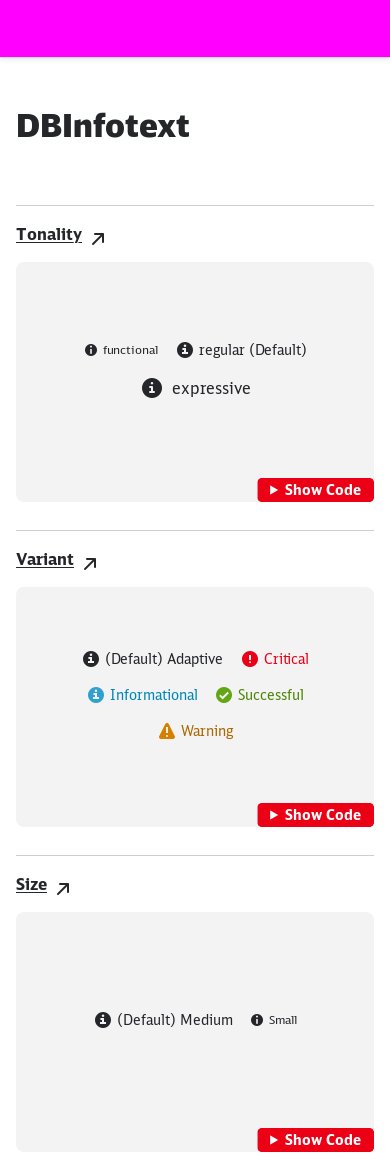 DBInfotext
Tonality
functional regular (Default)
expressive
Show Code
Variant
(Default) Adaptive Critical
Informational Successful
Warning
Show Code
Size
(Default) Medium Small
Show Code